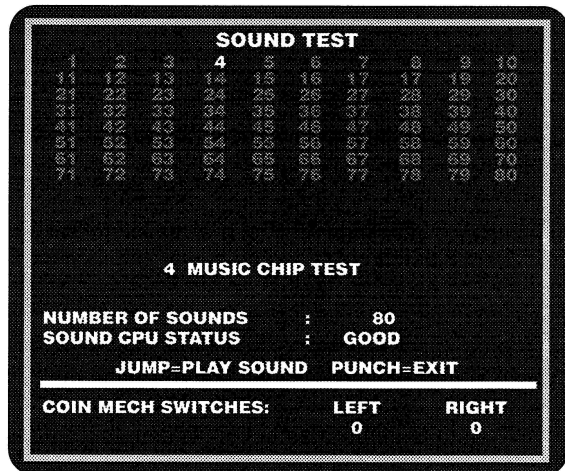 SOUND TEST
1 2 3 4 5 6 7 8 9 10
11 12 13 14 15 16 17 17 19 20
21 22 23 24 25 26 27 28 29 30
31 32 33 34 35 36 37 38 39 40
41 42 43 44 45 46 47 48 49 50
51 52 53 54 55 56 57 58 59 60
61 62 63 64 65 66 67 68 69 70
71 72 73 74 75 76 77 78 79 80
4 MUSIC CHIP TEST
NUMBER OF SOUNDS : 80
SOUND CPU STATUS : GOOD
JUMP=PLAY SOUND PUNCH=EXIT
COIN MECH SWITCHES: LEFT RIGHT
0 0